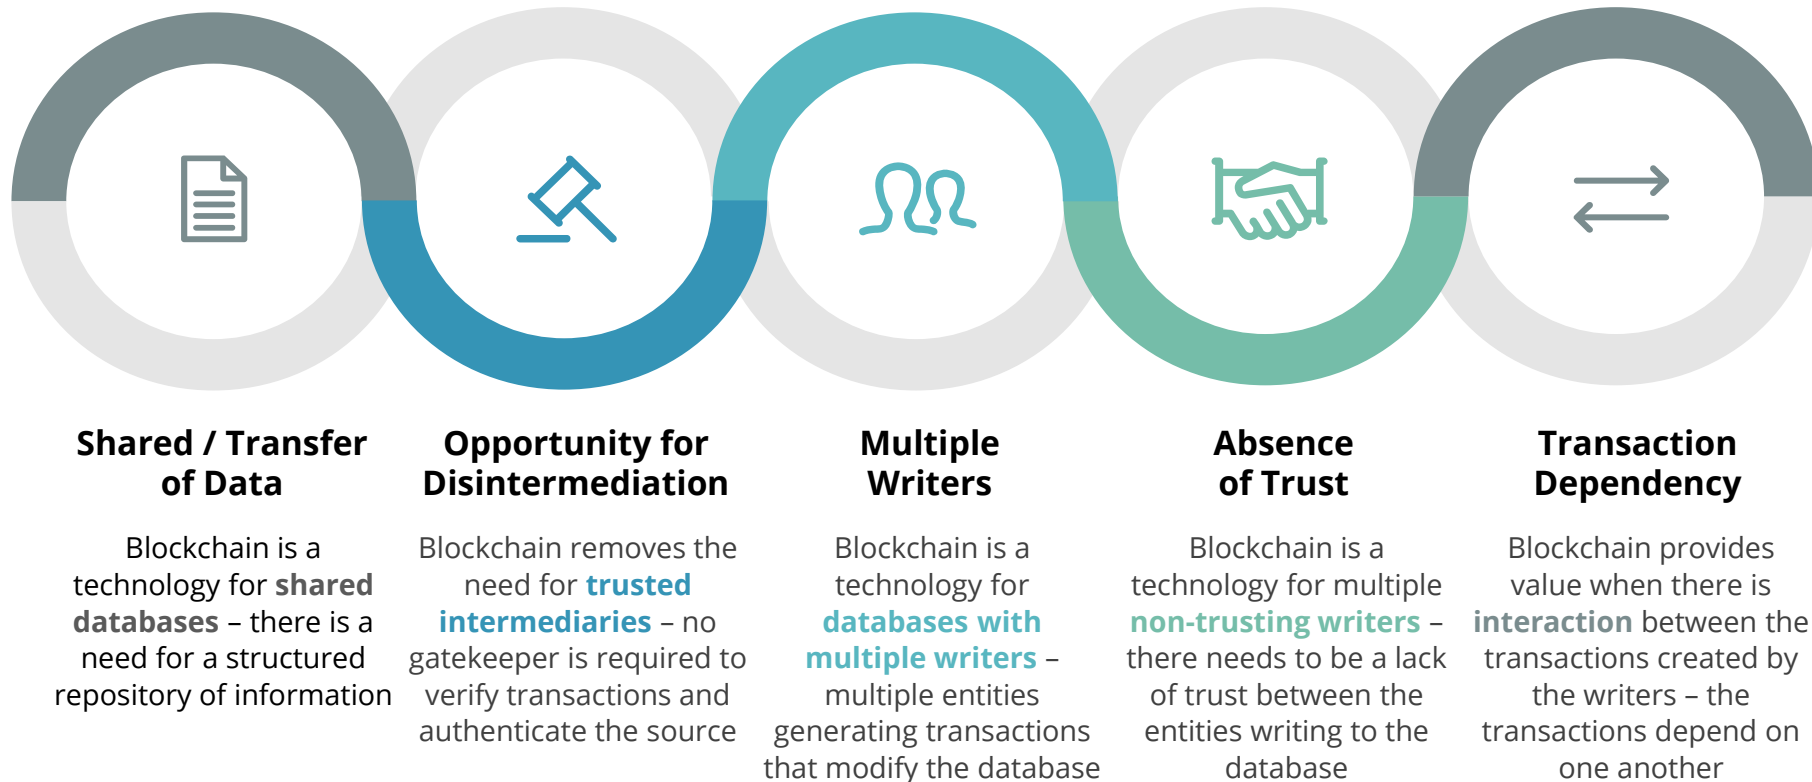 Shared / Transfer
of Data
Blockchain is a
technology for shared
databases – there is a
need for a structured
repository of information
Opportunity for
Disintermediation
Blockchain removes the
need for trusted
intermediaries – no
gatekeeper is required to
verify transactions and
authenticate the source
Multiple
Writers
Blockchain is a
technology for
databases with
multiple writers –
multiple entities
generating transactions
that modify the database
Absence
of Trust
Blockchain is a
technology for multiple
non-trusting writers –
there needs to be a lack
of trust between the
entities writing to the
database
Transaction
Dependency
Blockchain provides
value when there is
interaction between the
transactions created by
the writers – the
transactions depend on
one another